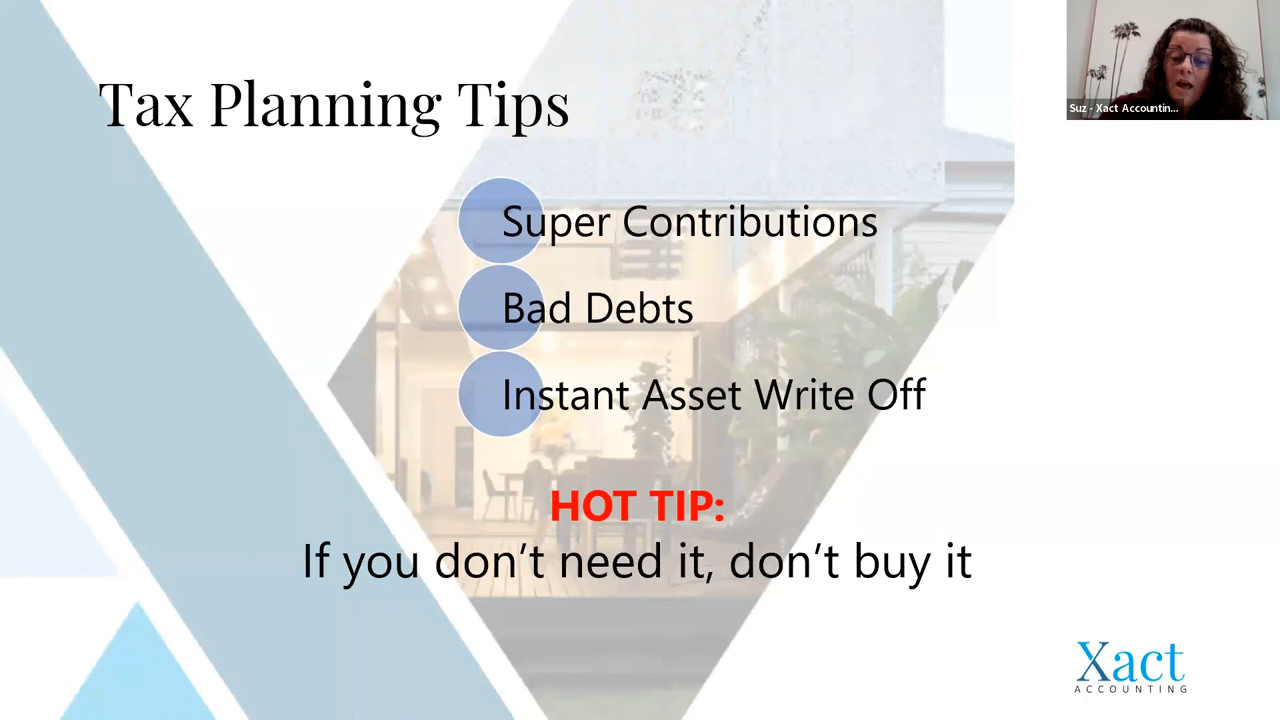 Tax Planning Tips
Suz - Xact Accountin...
Super Contributions
Bad Debts
Instant Asset Write Off
HOT TIP:
If you don’t need it, don’t buy it
Xact
ACCOUNTING